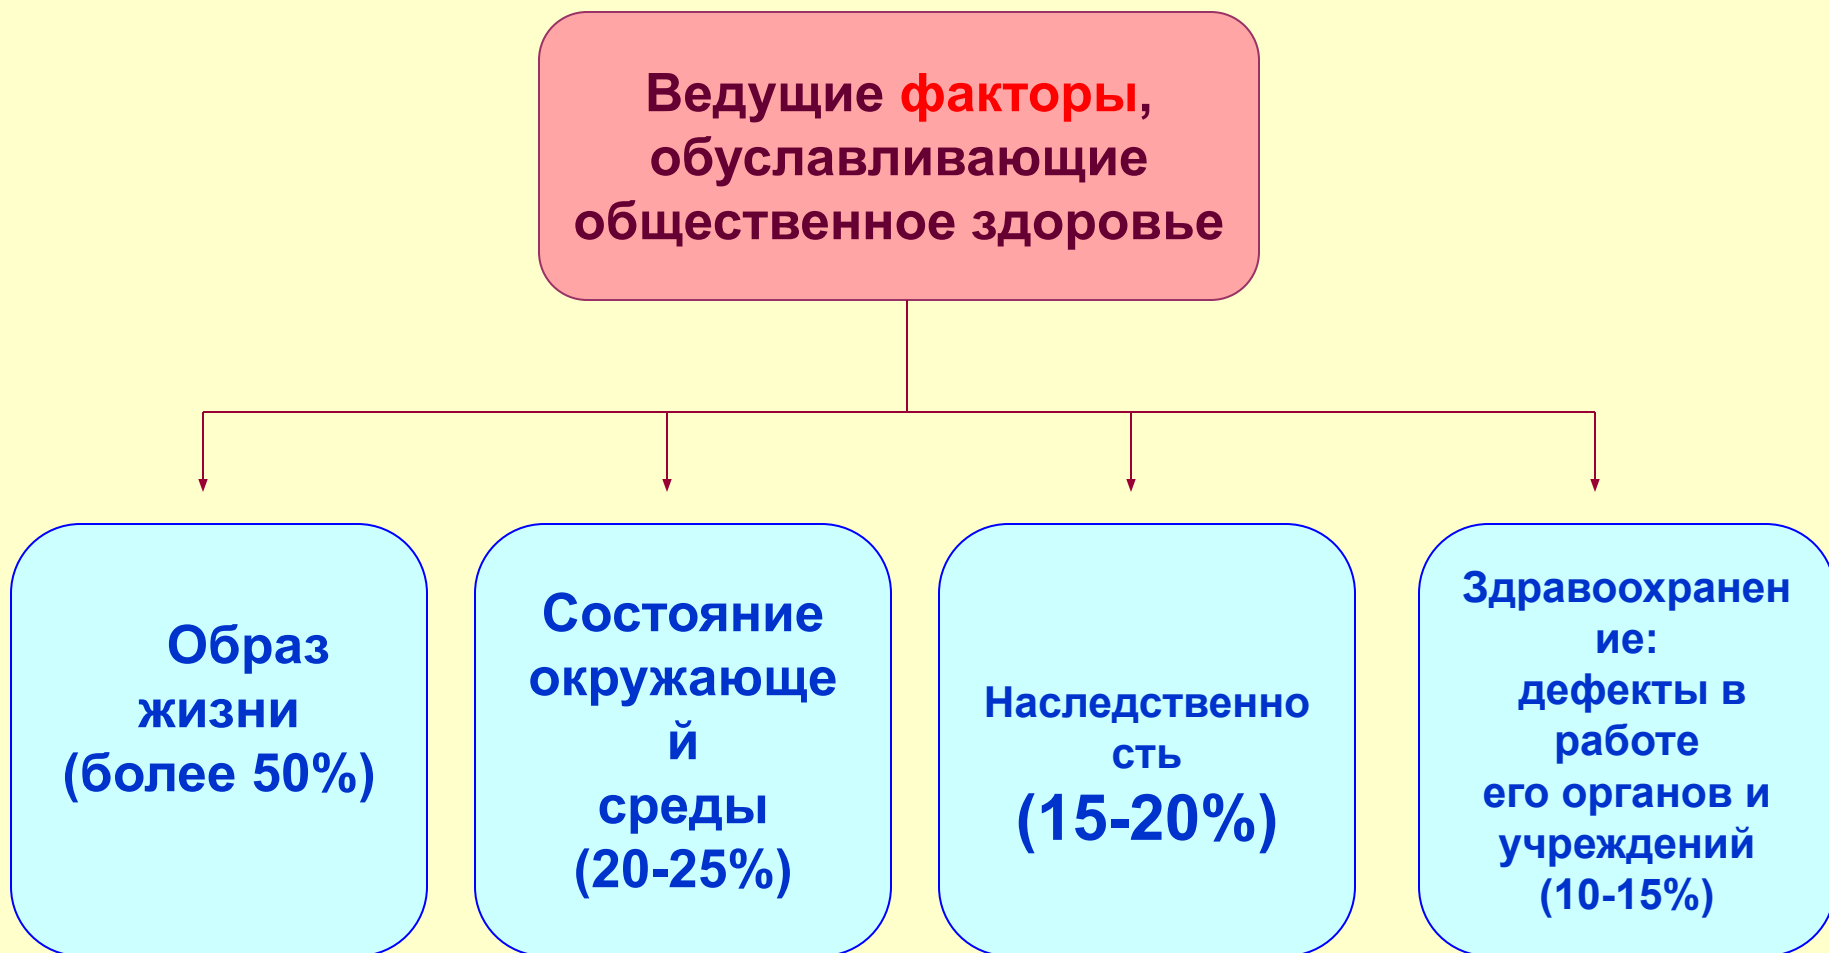 Ведущие факторы,
обуславливающие
общественное здоровье
Образ
жизни
(более 50%)
Состояние
окружающе
й
среды
(20-25%)
Наследственно
сть
(15-20%)
Здравоохранен
ие:
дефекты в
работе
его органов и
учреждений
(10-15%)